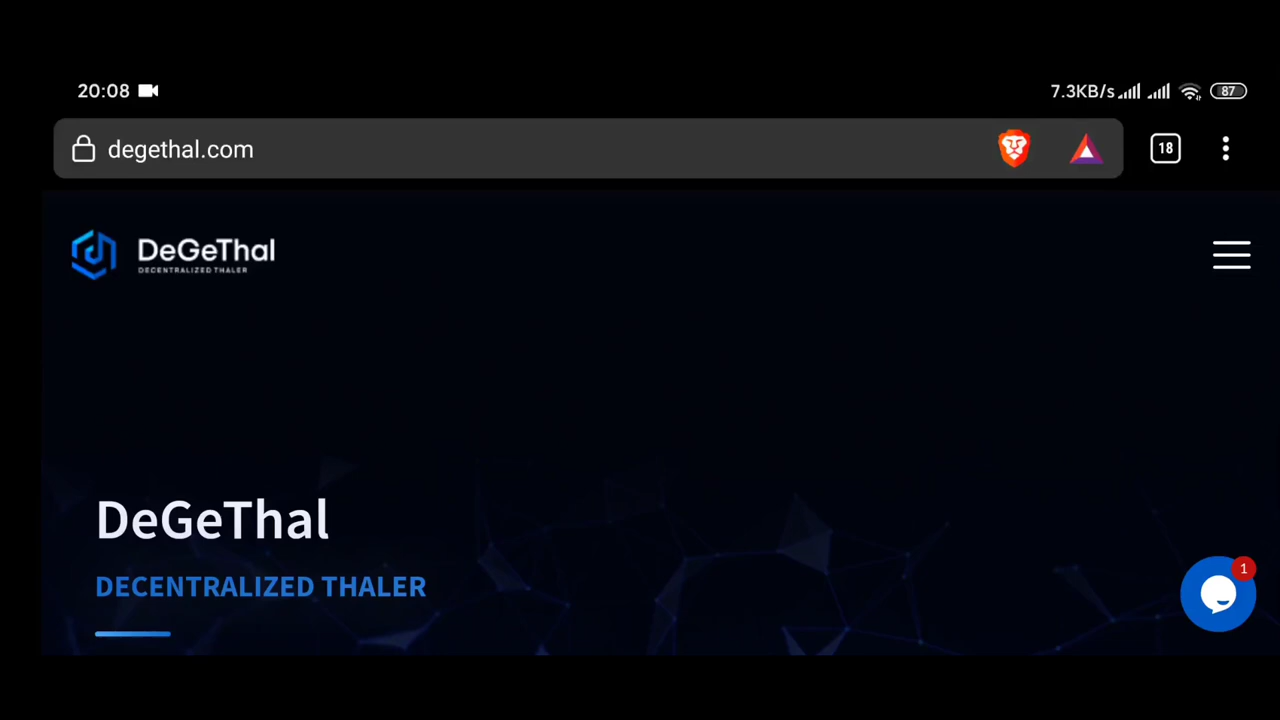 20:08 7.3KB/s 87
degethal.com 18
DeGeThal
DECENTRALIZED THALER
DeGeThal
DECENTRALIZED THALER
1